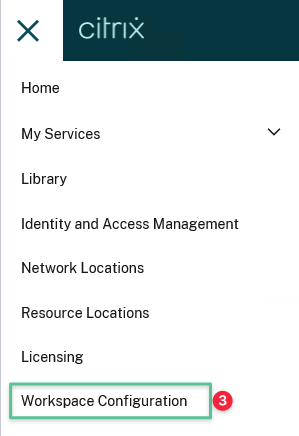 citrix
Home
My Services
Library
Identity and Access Management
Network Locations
Resource Locations
Licensing
Workspace Configuration 3